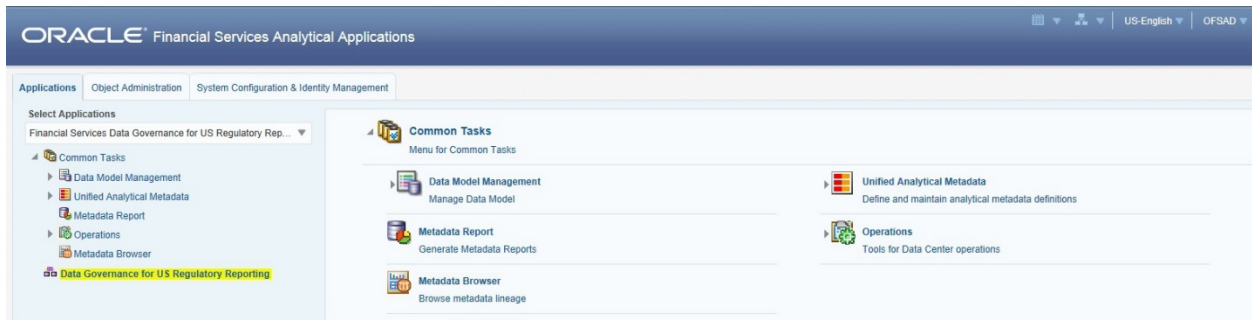 ORACLE® Financial Services Analytical Applications
US-English
OFSAD
Applications
Object Administration
System Configuration & Identity Management
Select Applications
Financial Services Data Governance for US Regulatory Rep...
Common Tasks
Data Model Management
Unified Analytical Metadata
Metadata Report
Operations
Metadata Browser
Data Governance for US Regulatory Reporting
Common Tasks
Menu for Common Tasks
Data Model Management
Manage Data Model
Unified Analytical Metadata
Define and maintain analytical metadata definitions
Metadata Report
Generate Metadata Reports
Operations
Tools for Data Center operations
Metadata Browser
Browse metadata lineage